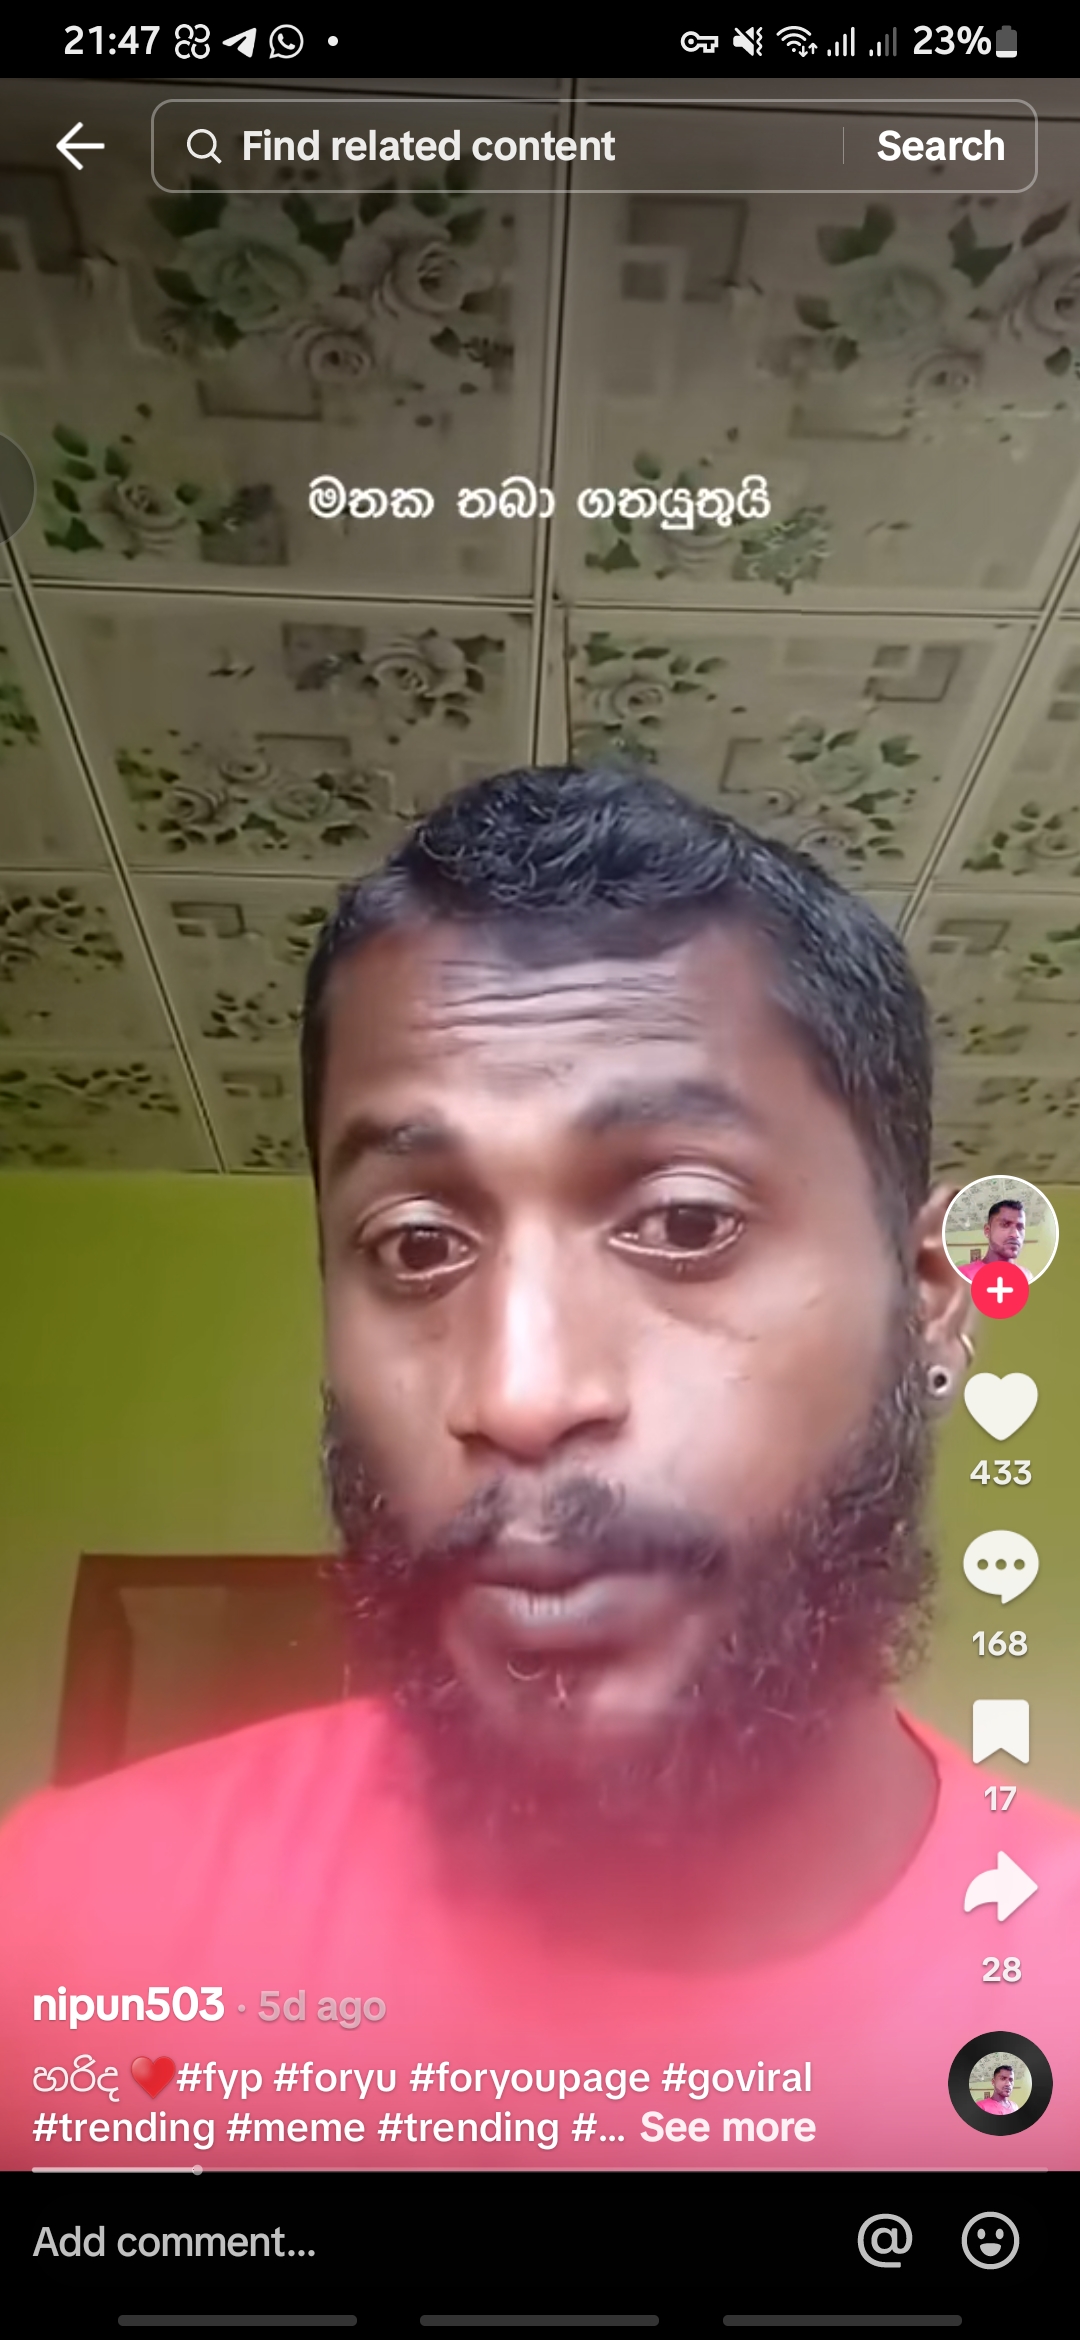 21:47
23%
Find related content
Search
මතක තබා ගතයුතුයි
433
168
17
28
nipun503 · 5d ago
හරිද ❤️#fyp #foryu #foryoupage #goviral
#trending #meme #trending #... See more
Add comment...